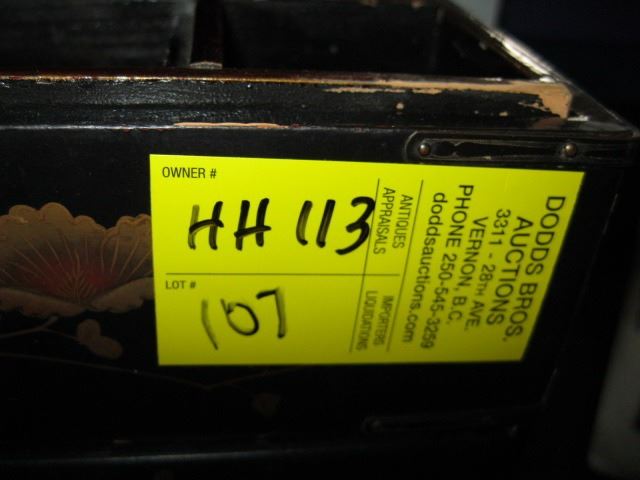 OWNER #
HH 113
LOT #
107
ANTIQUES
APPRAISALS
IMPORTERS
LIQUIDATIONS
DODDS BROS.
AUCTIONS
3311 - 28TH AVE.
VERNON, B.C.
PHONE 250-545-3259
doddsauctions.com